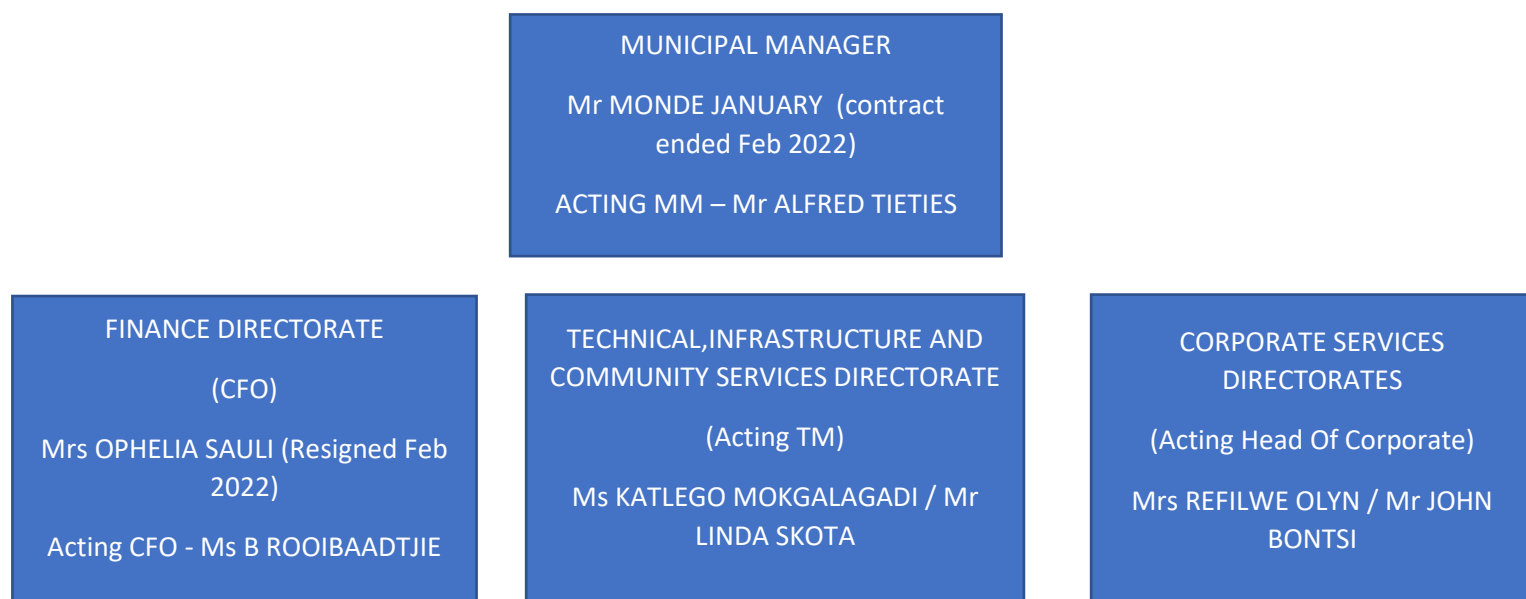 MUNICIPAL MANAGER
Mr MONDE JANUARY (contract
ended Feb 2022)
ACTING MM – Mr ALFRED TIETIES
FINANCE DIRECTORATE
(CFO)
Mrs OPHELIA SAULI (Resigned Feb
2022)
Acting CFO - Ms B ROOIBAADTJIE
TECHNICAL,INFRASTRUCTURE AND
COMMUNITY SERVICES DIRECTORATE
(Acting TM)
Ms KATLEGO MOKGALAGADI / Mr
LINDA SKOTA
CORPORATE SERVICES
DIRECTORATES
(Acting Head Of Corporate)
Mrs REFILWE OLYN / Mr JOHN
BONTSI